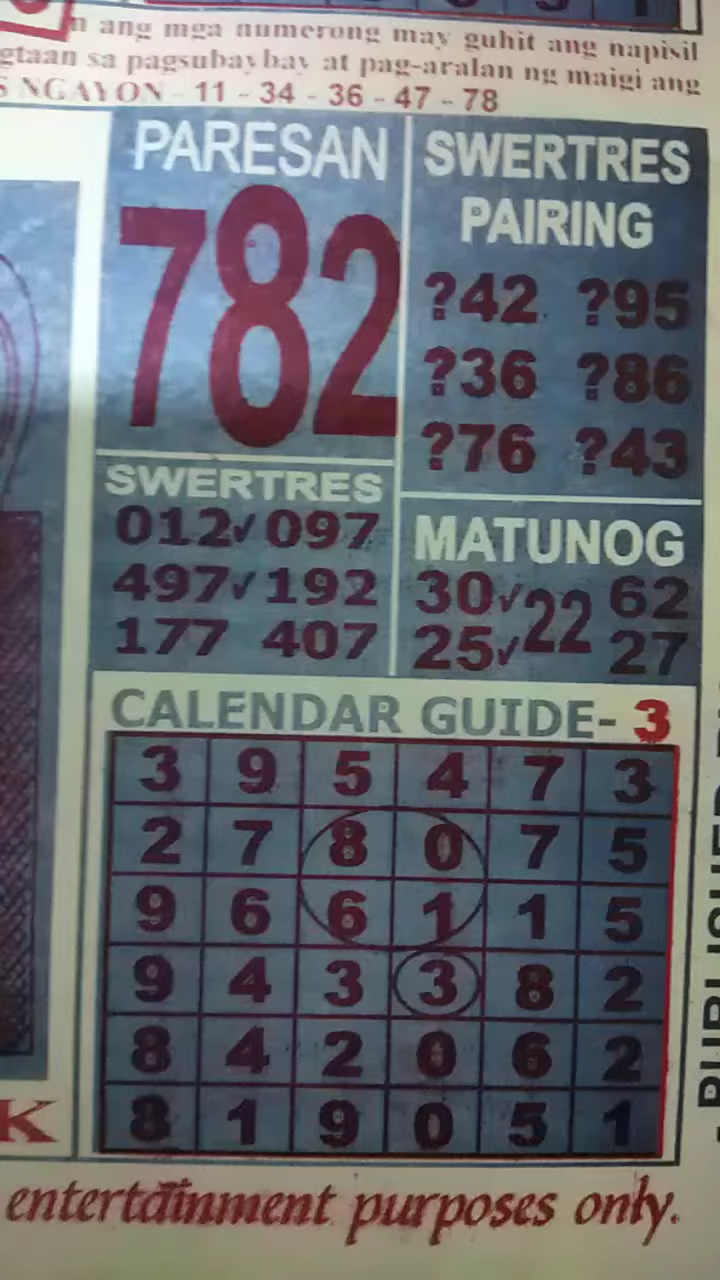 n ang mga numerong may guhit ang napisil
gtaan sa pagsubaybay at pag-aralan ng maigi ang
S NGAYON - 11 - 34 - 36 - 47 - 78
PARESAN
782
SWERTRES
PAIRING
?42 ?95
?36 ?86
?76 ?43
SWERTRES
012✓ 097
497✓ 192
177 407
MATUNOG
30✓ 22 62
25✓ 27
CALENDAR GUIDE- 3
3 9 5 4 7 3
2 7 8 0 7 5
9 6 6 1 1 5
9 4 3 3 8 2
8 4 2 0 6 2
8 1 9 0 5 1
K
entertainment purposes only.